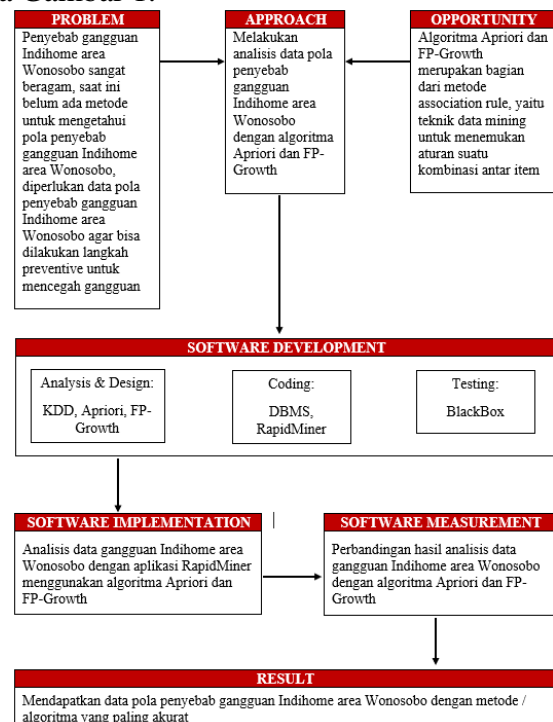 Gambar 1.
PROBLEM
Penyebab gangguan
Indihome area
Wonosobo sangat
beragam, saat ini
belum ada metode
untuk mengetahui
pola penyebab
gangguan Indihome
area Wonosobo,
diperlukan data pola
penyebab gangguan
Indihome area
Wonosobo agar bisa
dilakukan langkah
preventive untuk
mencegah gangguan
APPROACH
Melakukan
analisis data pola
penyebab
gangguan
Indihome area
Wonosobo
dengan algoritma
Apriori dan FP-
Growth
OPPORTUNITY
Algoritma Apriori dan
FP-Growth
merupakan bagian
dari metode
association rule, yaitu
teknik data mining
untuk menemukan
aturan suatu
kombinasi antar item
SOFTWARE DEVELOPMENT
Analysis & Design:
KDD, Apriori, FP-
Growth
Coding:
DBMS,
RapidMiner
Testing:
BlackBox
SOFTWARE IMPLEMENTATION
Analisis data gangguan Indihome area
Wonosobo dengan aplikasi RapidMiner
menggunakan algoritma Apriori dan
FP-Growth
SOFTWARE MEASUREMENT
Perbandingan hasil analisis data
gangguan Indihome area Wonosobo
dengan algoritma Apriori dan FP-
Growth
RESULT
Mendapatkan data pola penyebab gangguan Indihome area Wonosobo dengan metode /
algoritma yang paling akurat